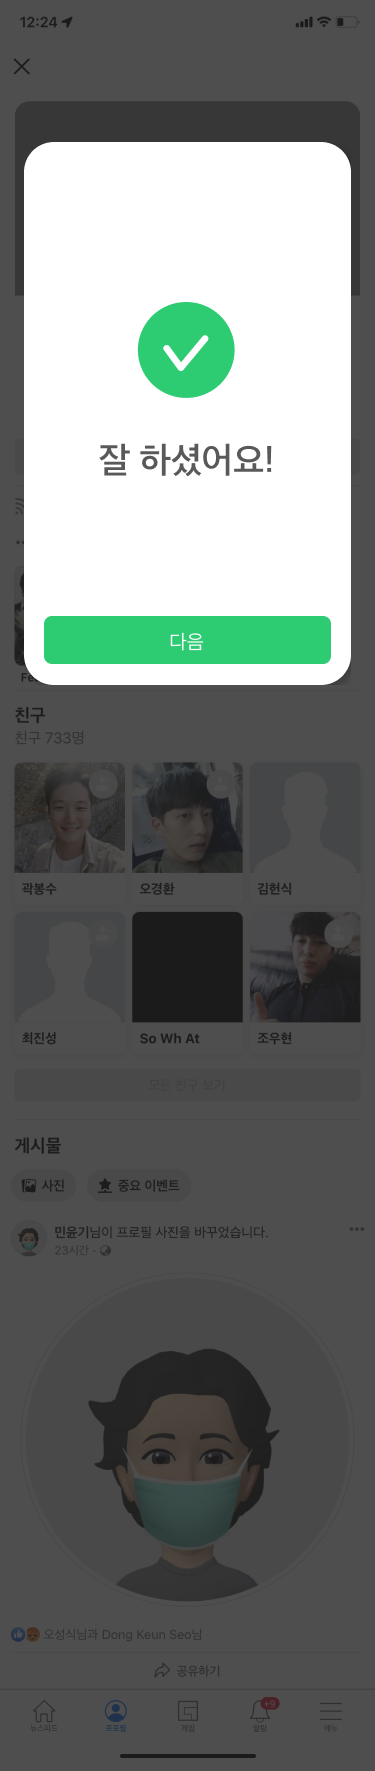 12:24
잘 하셨어요!
다음
친구
친구 733명
곽봉수
오경환
김현식
최진성
So Wh At
조우현
모든 친구 보기
게시물
사진
중요 이벤트
민윤기님이 프로필 사진을 바꾸었습니다.
23시간 ·
오성식님과 Dong Keun Seo님
공유하기
+9
뉴스피드
프로필
게임
알림
메뉴